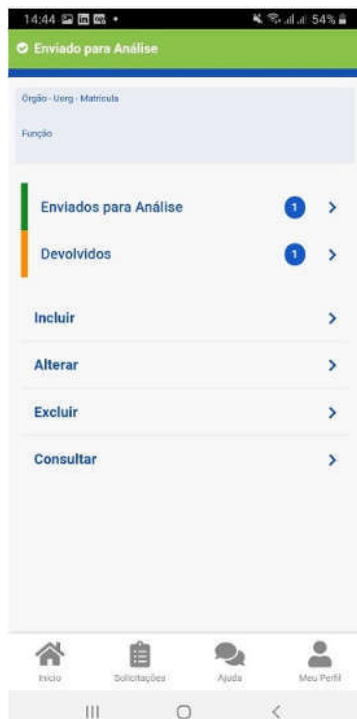 14:44 54%
Enviado para Análise
Órgão - Uorg - Matrícula
Função
Enviados para Análise 1
Devolvidos 1
Incluir
Alterar
Excluir
Consultar
Início Solicitações Ajuda Meu Perfil